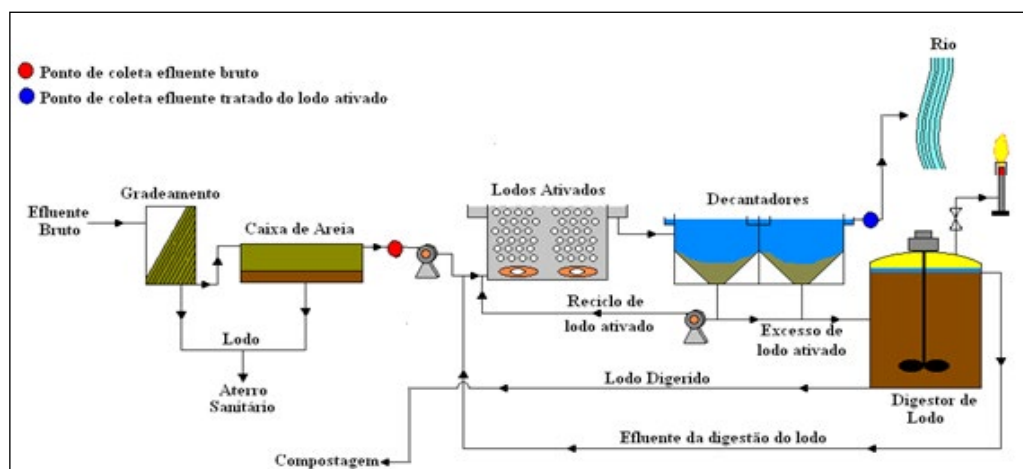 Rio
Ponto de coleta efluente bruto
Ponto de coleta efluente tratado do lodo ativado
Gradeamento
Lodos Ativados
Decantadores
Efluente
Bruto
Caixa de Areia
Reciclo de
lodo ativado
Excesso de
lodo ativado
Lodo
Lodo Digerido
Aterro
Sanitário
Digestor de
Lodo
Efluente da digestão do lodo
Compostagem